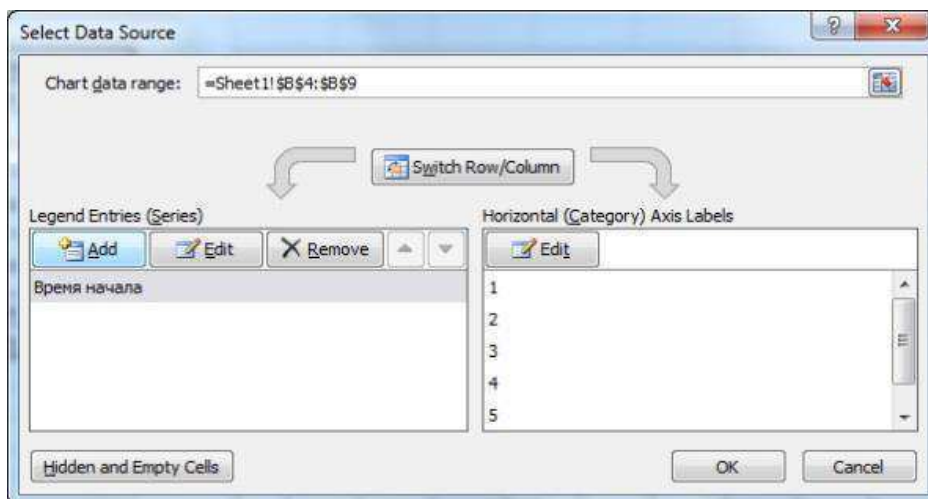 Select Data Source
Chart data range: =Sheet1!$B$4:$B$9
Switch Row/Column
Legend Entries (Series)
Add Edit Remove
Время начала
Horizontal (Category) Axis Labels
Edit
1
2
3
4
5
Hidden and Empty Cells
OK Cancel